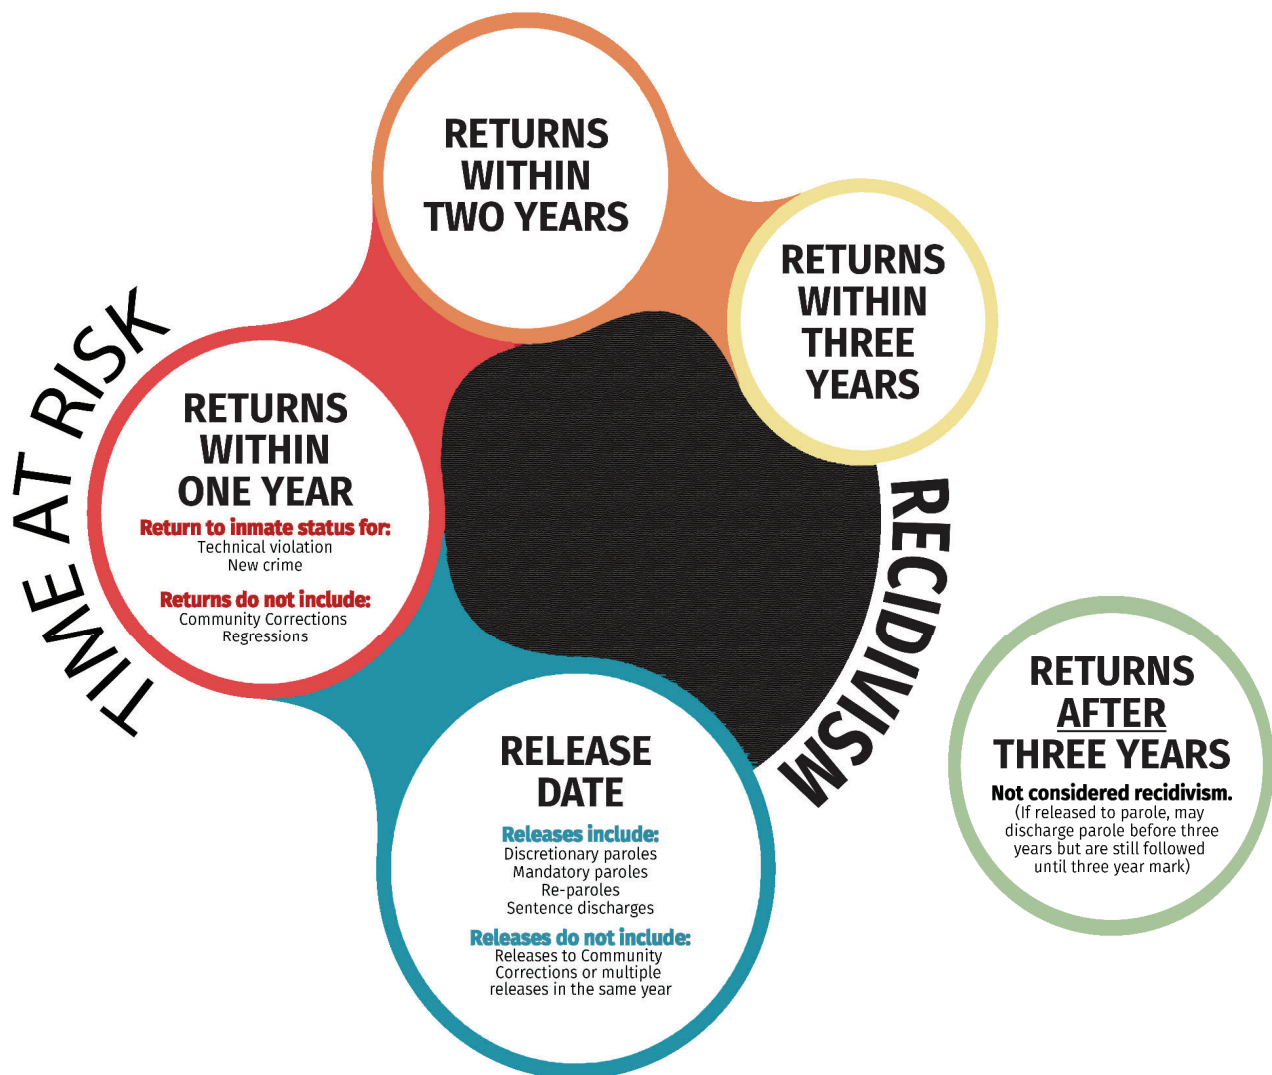 TIME AT RISK
RETURNS
WITHIN
TWO YEARS
RETURNS
WITHIN
THREE
YEARS
RETURNS
WITHIN
ONE YEAR
Return to inmate status for:
Technical violation
New crime
Returns do not include:
Community Corrections
Regressions
RECIDIVISM
RELEASE
DATE
Releases include:
Discretionary paroles
Mandatory paroles
Re-paroles
Sentence discharges
Releases do not include:
Releases to Community
Corrections or multiple
releases in the same year
RETURNS
AFTER
THREE YEARS
Not considered recidivism.
(If released to parole, may
discharge parole before three
years but are still followed
until three year mark)